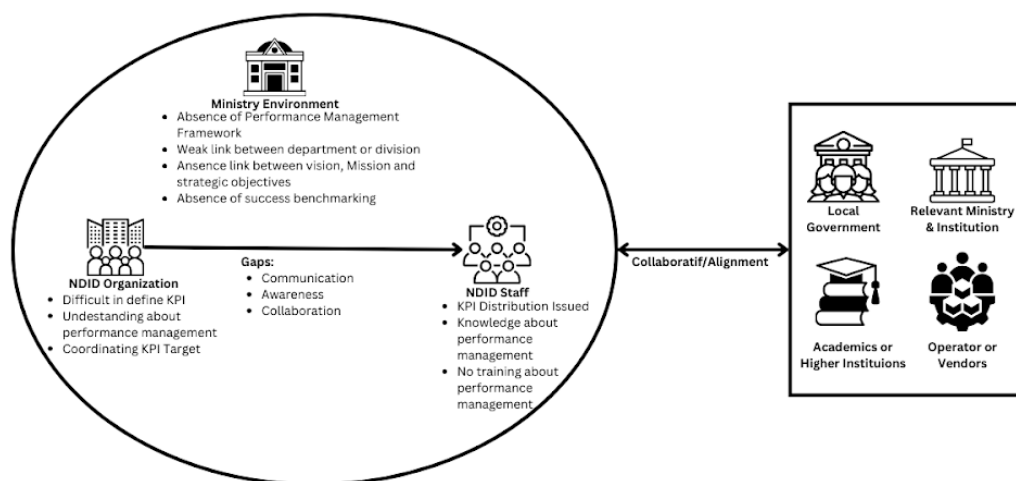 Ministry Environment
• Absence of Performance Management
Framework
• Weak link between department or division
• Ansence link between vision, Mission and
strategic objectives
• Absence of success benchmarking
NDID Organization
• Difficult in define KPI
• Undestanding about
performance management
• Coordinating KPI Target
Gaps:
• Communication
• Awareness
• Collaboration
NDID Staff
• KPI Distribution Issued
• Knowledge about
performance
management
• No training about
performance
management
Collaboratif/Alignment
Local
Government
Relevant Ministry
& Institution
Academics or
Higher Instituions
Operator or
Vendors